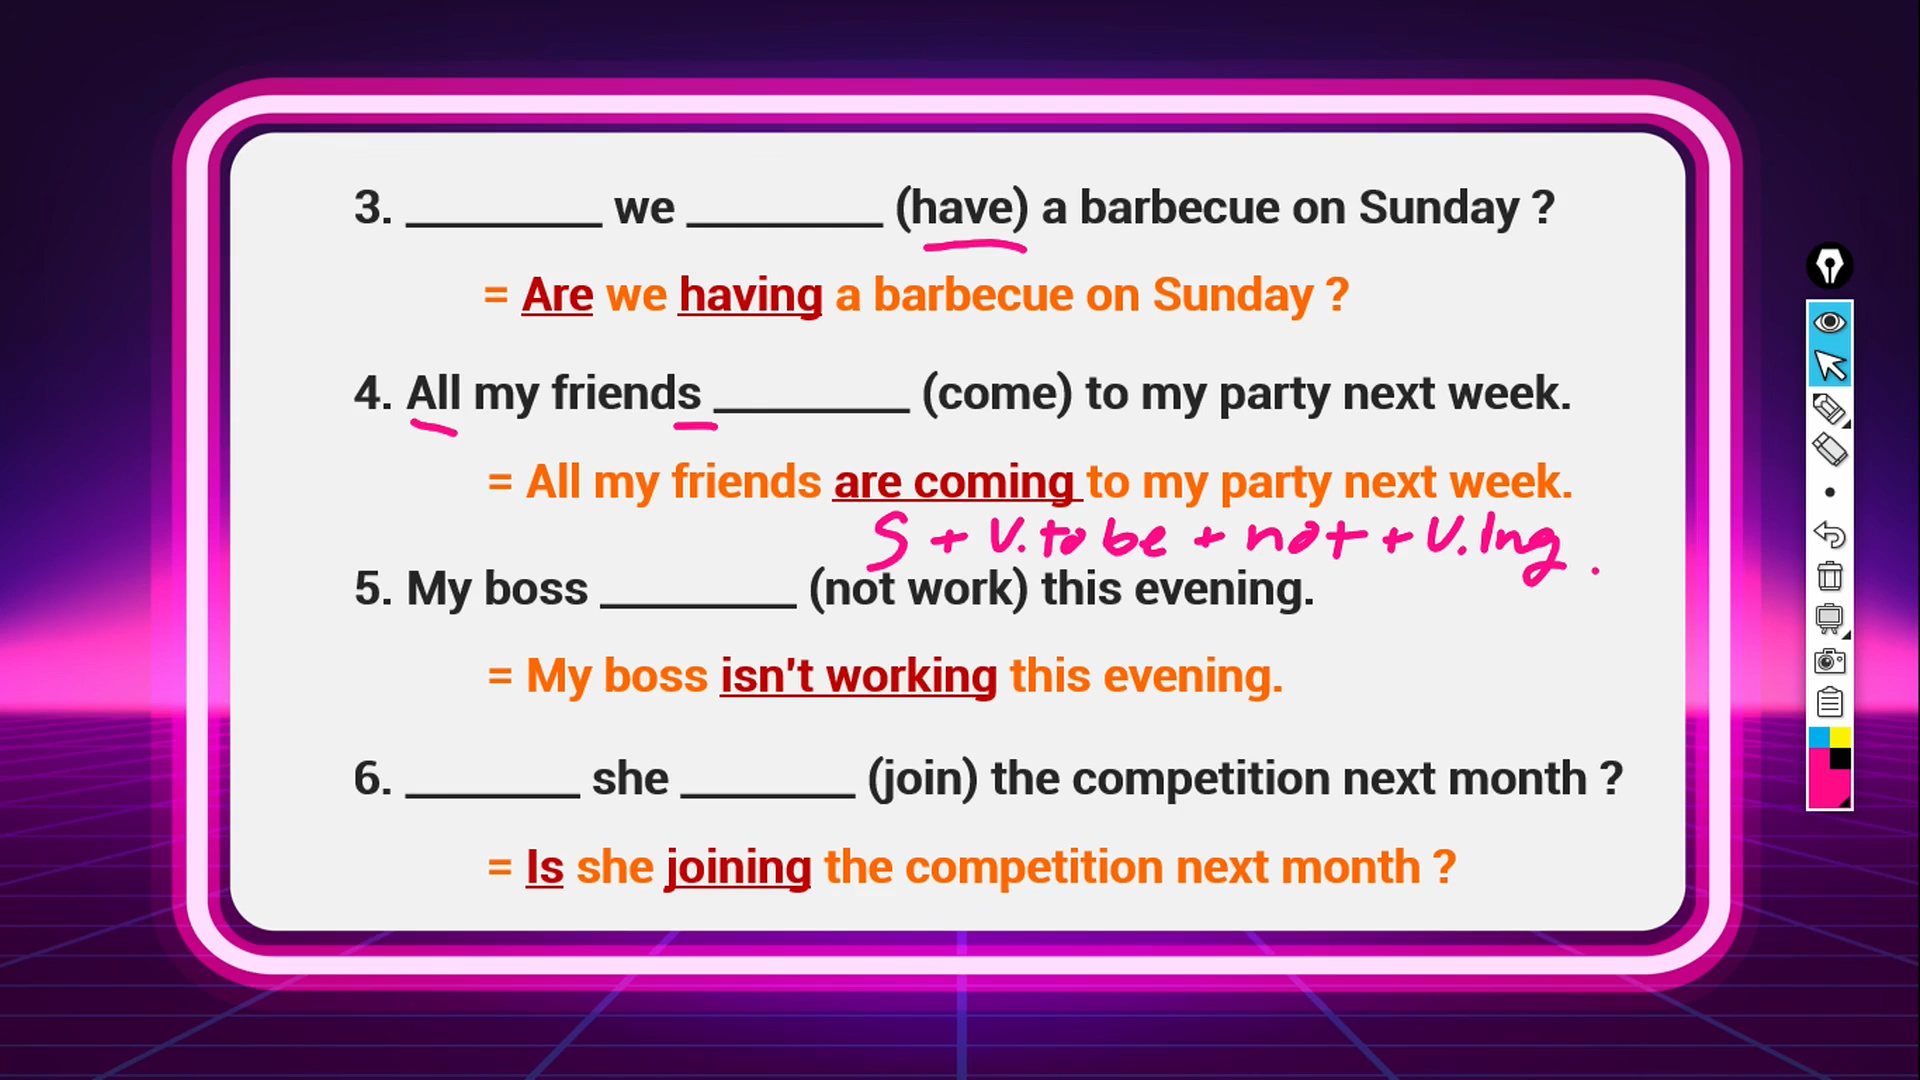 3. ________ we ________ (have) a barbecue on Sunday ?
= Are we having a barbecue on Sunday ?
4. All my friends ________ (come) to my party next week.
= All my friends are coming to my party next week.
S + V.to be + not + V.Ing .
5. My boss ________ (not work) this evening.
= My boss isn't working this evening.
6. _______ she _______ (join) the competition next month ?
= Is she joining the competition next month ?